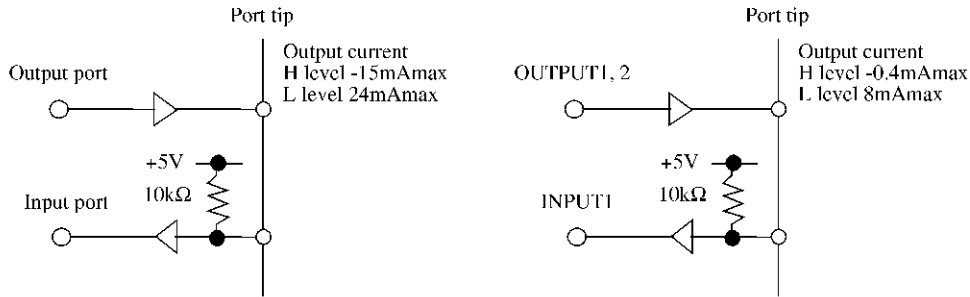 Port tip
Output current
H level -15mAmax
L level 24mAmax
Output port
+5V
10kΩ
Input port
Port tip
Output current
H level -0.4mAmax
L level 8mAmax
OUTPUT1, 2
+5V
10kΩ
INPUT1